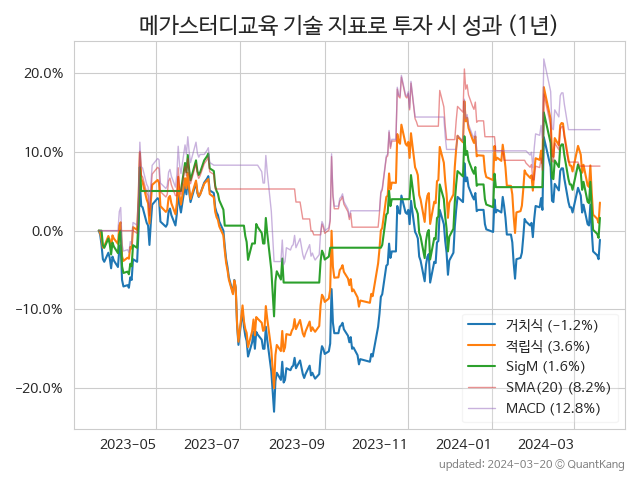 메가스터디교육 기술 지표로 투자 시 성과 (1년)
20.0%
10.0%
0.0%
−10.0%
−20.0%
거치식 (−1.2%)
적립식 (3.6%)
SigM (1.6%)
SMA(20) (8.2%)
MACD (12.8%)
2023-05
2023-07
2023-09
2023-11
2024-01
2024-03
updated: 2024-03-20 © QuantKang